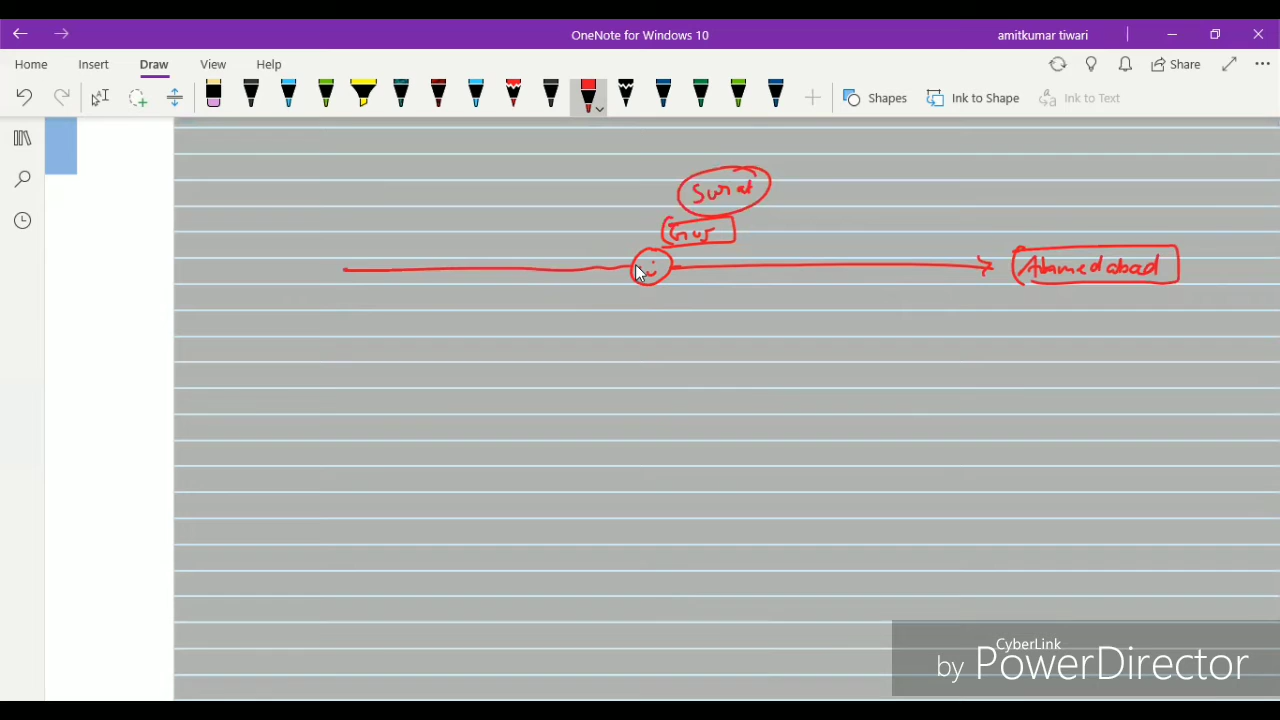 OneNote for Windows 10
amitkumar tiwari
Home Insert Draw View Help
Share
Shapes
Ink to Shape
Ink to Text
Surat
i
Ahmedabad
CyberLink
by PowerDirector